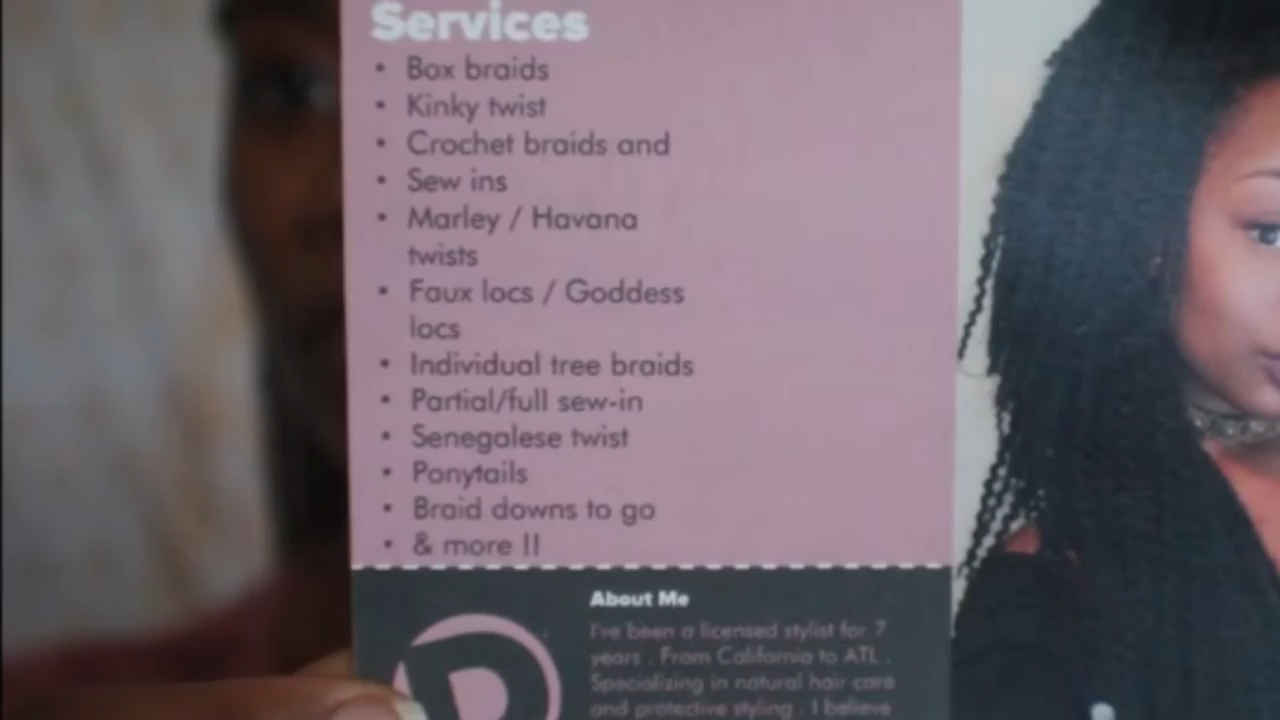 Services
• Box braids
• Kinky twist
• Crochet braids and
• Sew ins
• Marley / Havana
twists
• Faux locs / Goddess
locs
• Individual tree braids
• Partial/full sew-in
• Senegalese twist
• Ponytails
• Braid downs to go
• & more !!
About Me
I've been a licensed stylist for 7
years . From California to ATL .
Specializing in natural hair care
and protective styling . I believe